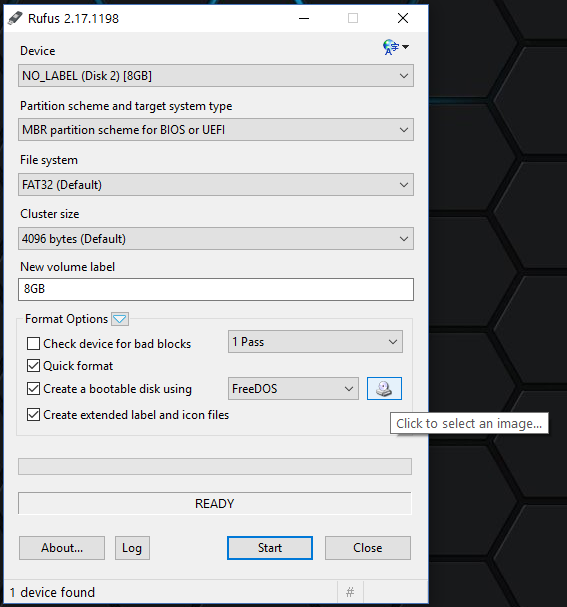 Rufus 2.17.1198
Device
NO_LABEL (Disk 2) [8GB]
Partition scheme and target system type
MBR partition scheme for BIOS or UEFI
File system
FAT32 (Default)
Cluster size
4096 bytes (Default)
New volume label
8GB
Format Options
Check device for bad blocks
1 Pass
Quick format
Create a bootable disk using
FreeDOS
Create extended label and icon files
Click to select an image...
READY
About...
Log
Start
Close
1 device found
#